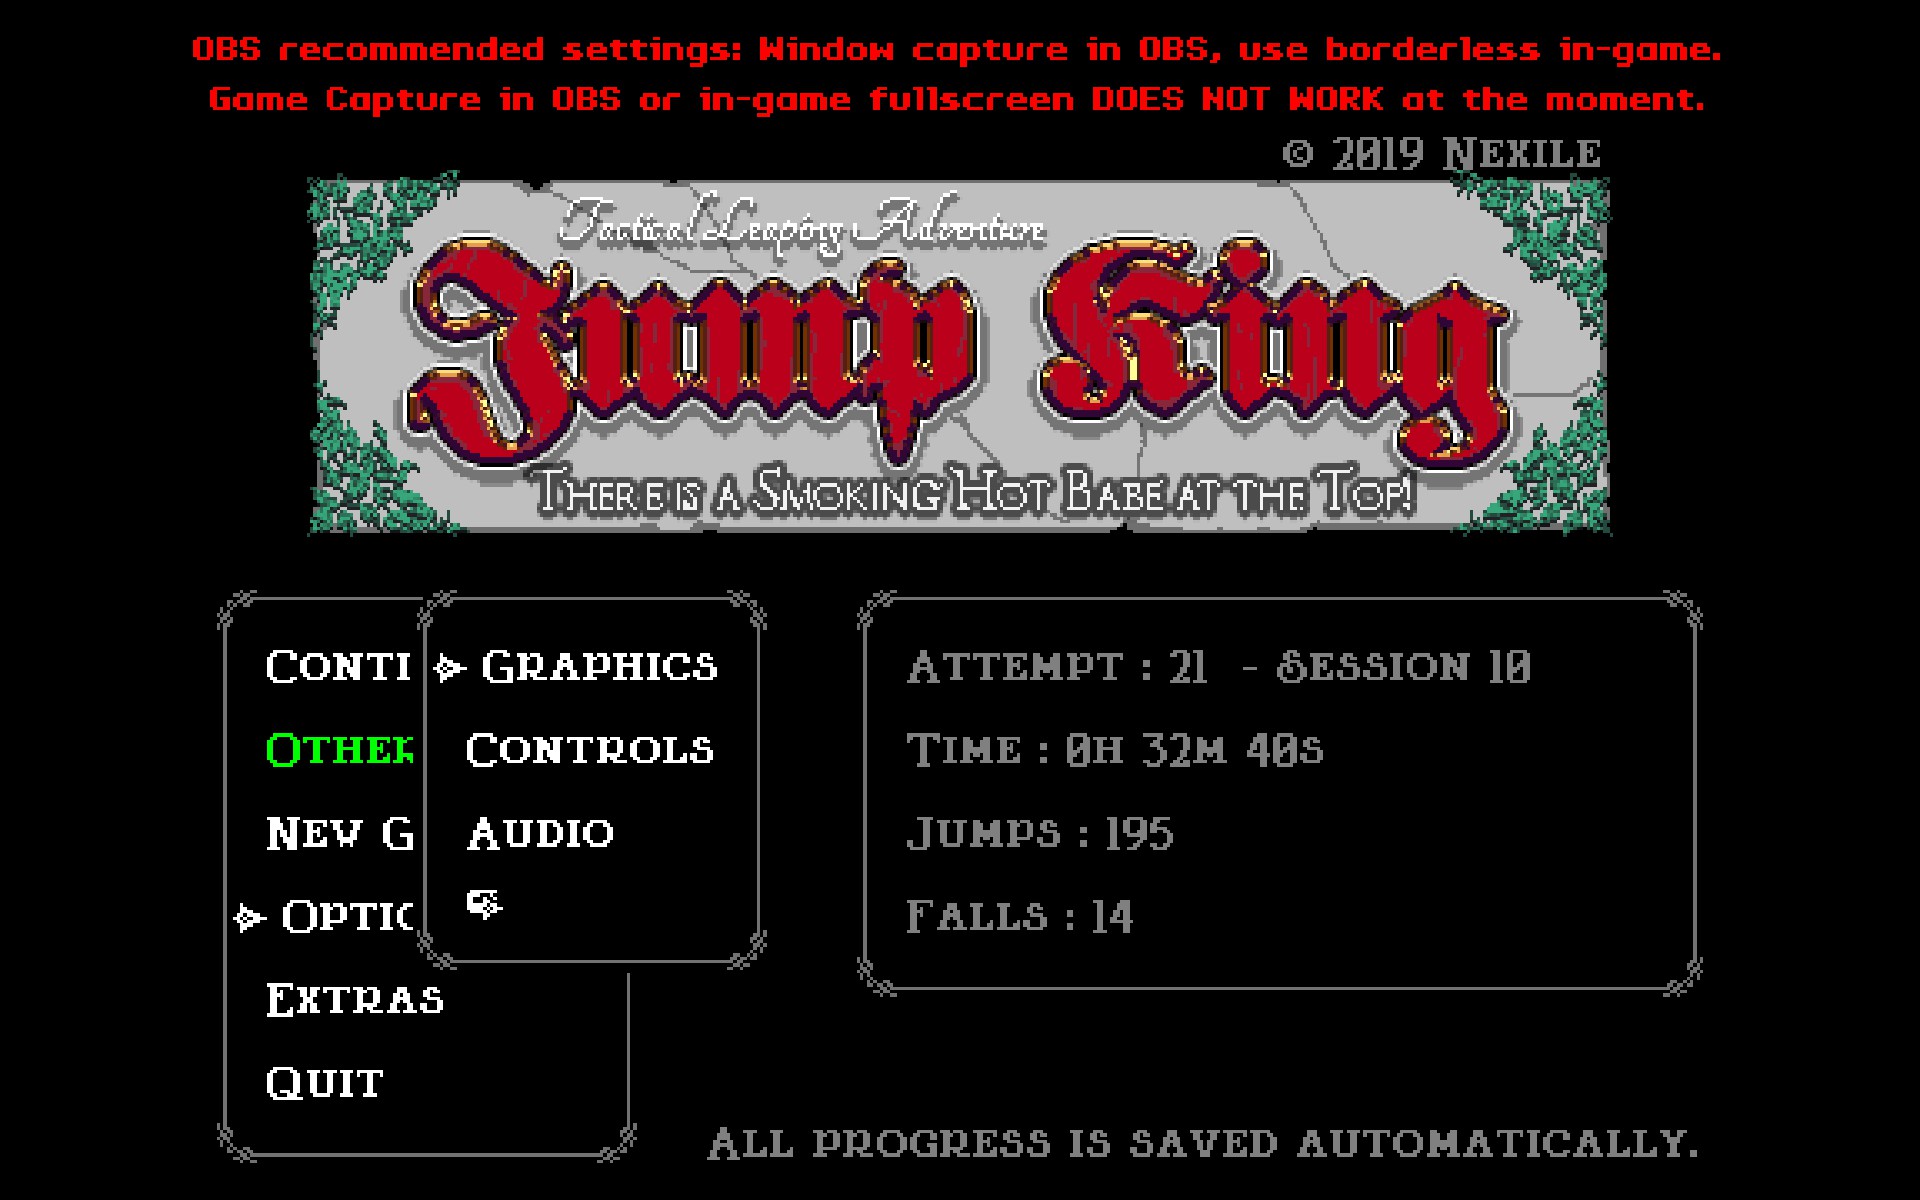 OBS recommended settings: Window capture in OBS, use borderless in-game.
Game Capture in OBS or in-game fullscreen DOES NOT WORK at the moment.
© 2019 Nexile
Tactical Leaping Adventure
Jump King
There is a Smoking Hot Babe at the Top!
Conti
Other
New G
Optio
Extras
Quit
Graphics
Controls
Audio
Attempt : 21 - Session 10
Time : 0h 32m 40s
Jumps : 195
Falls : 14
All progress is saved automatically.